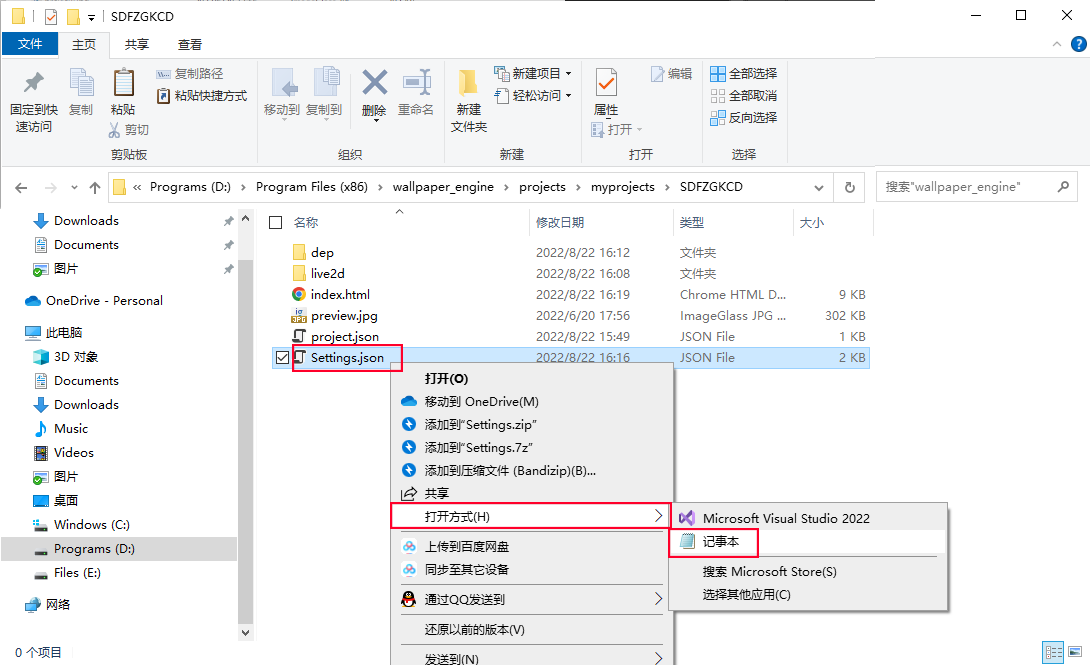 SDFZGKCD
文件 主页 共享 查看
固定到快速访问
复制
粘贴
复制路径
粘贴快捷方式
剪切
剪贴板
移动到
复制到
删除
重命名
组织
新建文件夹
新建项目
轻松访问
新建
属性
打开
编辑
打开
全部选择
全部取消
反向选择
选择
« Programs (D:) › Program Files (x86) › wallpaper_engine › projects › myprojects › SDFZGKCD
搜索"wallpaper_engine"
Downloads
Documents
图片
OneDrive - Personal
此电脑
3D 对象
Documents
Downloads
Music
Videos
图片
桌面
Windows (C:)
Programs (D:)
Files (E:)
网络
名称 修改日期 类型 大小
dep 2022/8/22 16:12 文件夹
live2d 2022/8/22 16:08 文件夹
index.html 2022/8/22 16:19 Chrome HTML D... 9 KB
preview.jpg 2022/6/20 17:56 ImageGlass JPG ... 302 KB
project.json 2022/8/22 15:49 JSON File 1 KB
Settings.json 2022/8/22 16:16 JSON File 2 KB
打开(O)
移动到 OneDrive(M)
添加到"Settings.zip"
添加到"Settings.7z"
添加到压缩文件 (Bandizip)(B)...
共享
打开方式(H)
上传到百度网盘
同步至其它设备
通过QQ发送到
还原以前的版本(V)
发送到(N)
Microsoft Visual Studio 2022
记事本
搜索 Microsoft Store(S)
选择其他应用(C)
0 个项目